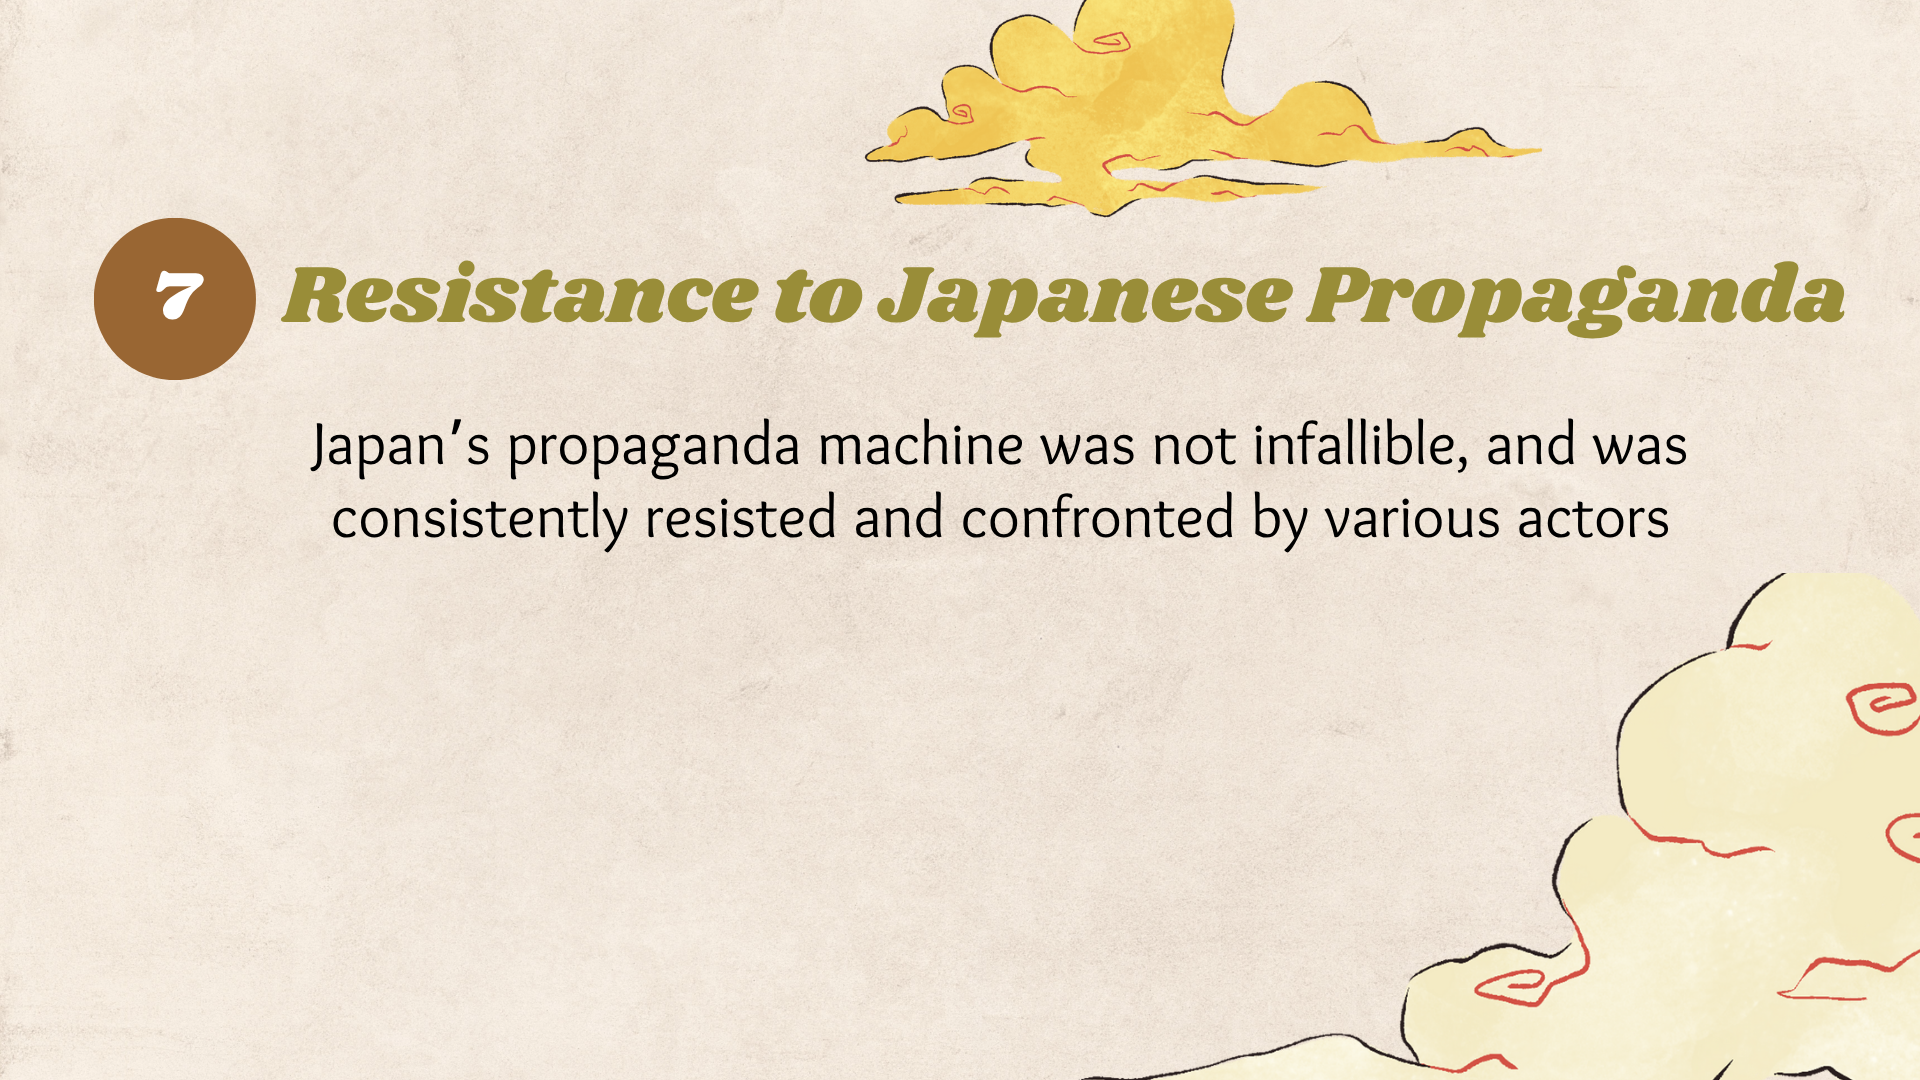 7
Resistance to Japanese Propaganda
Japan's propaganda machine was not infallible, and was
consistently resisted and confronted by various actors